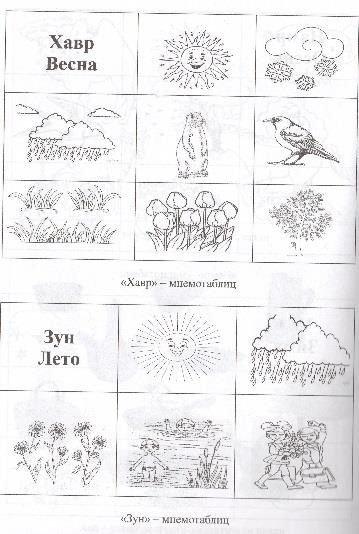 Хавр
Весна
«Хавр» – мнемотаблиц
Зун
Лето
«Зун» – мнемотаблиц